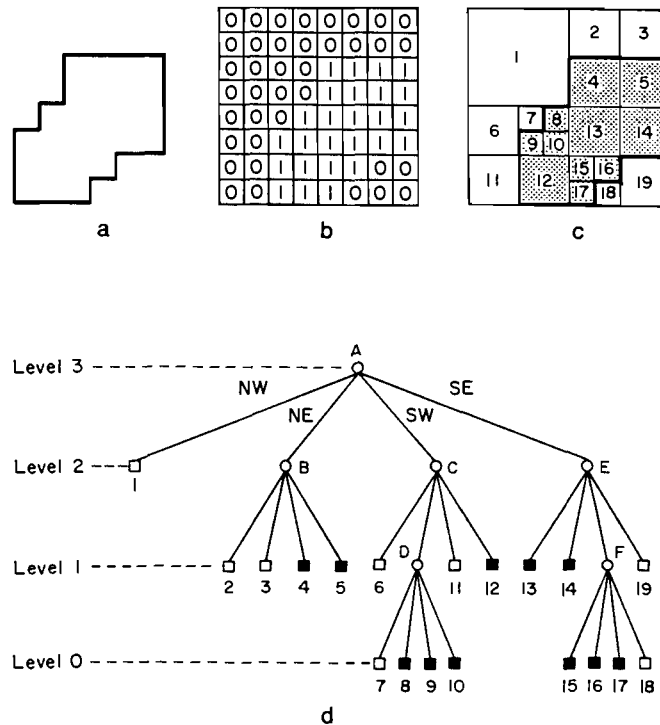 0 0 0 0 0 0 0 0
0 0 0 0 0 0 0 0
0 0 0 0 1 1 1 1
0 0 0 0 1 1 1 1
0 0 0 1 1 1 1 1
0 0 1 1 1 1 1 1
0 0 1 1 1 1 0 0
0 0 1 1 1 0 0 0
1 2 3
4 5
6 7 8 13 14
9 10
11 12 15 16 19
17 18
a b c
Level 3 A
NW NE SW SE
Level 2 1 B C E
Level 1 D F
2 3 4 5 6 11 12 13 14 19
Level 0
7 8 9 10 15 16 17 18
d